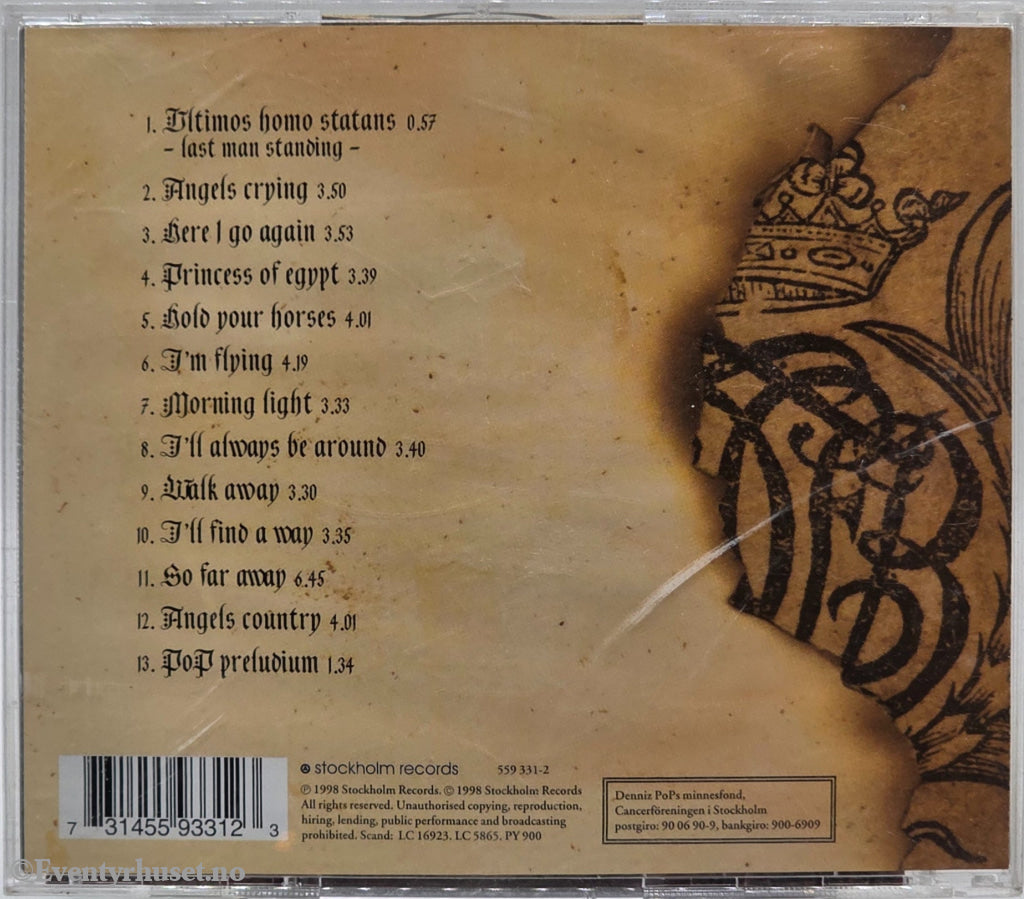 1. Ultimos homo statans 0.57
- last man standing -
2. Angels crying 3.50
3. Here I go again 3.53
4. Princess of egypt 3.39
5. Hold your horses 4.01
6. I'm flying 4.19
7. Morning light 3.33
8. I'll always be around 3.40
9. Walk away 3.30
10. I'll find a way 3.35
11. So far away 6.45
12. Angels country 4.01
13. PoP preludium 1.34
stockholm records 559 331-2
℗ 1998 Stockholm Records. © 1998 Stockholm Records
All rights reserved. Unauthorised copying, reproduction,
hiring, lending, public performance and broadcasting
prohibited. Scand: LC 16923. LC 5865. PY 900
Denniz PoPs minnesfond,
Cancerföreningen i Stockholm
postgiro: 90 06 90-9, bankgiro: 900-6909
7 31455 93312 3
©Eventyrhuset.no